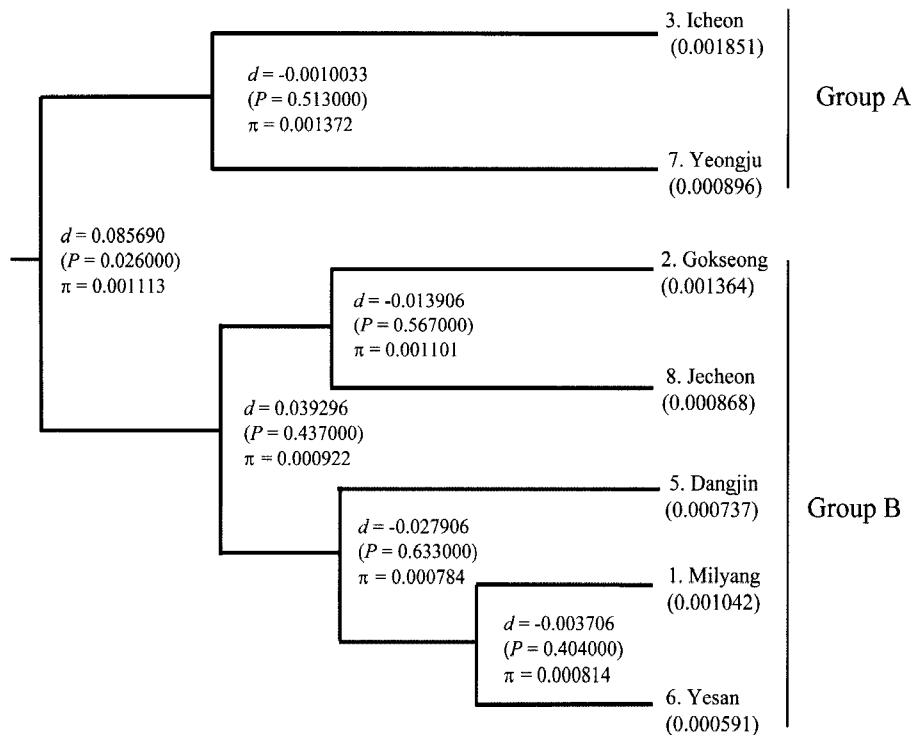 3. Icheon
(0.001851)
d = -0.0010033
(P = 0.513000)
π = 0.001372
Group A
7. Yeongju
(0.000896)
d = 0.085690
(P = 0.026000)
π = 0.001113
2. Gokseong
(0.001364)
d = -0.013906
(P = 0.567000)
π = 0.001101
8. Jecheon
(0.000868)
d = 0.039296
(P = 0.437000)
π = 0.000922
5. Dangjin
(0.000737)
Group B
d = -0.027906
(P = 0.633000)
π = 0.000784
1. Milyang
(0.001042)
d = -0.003706
(P = 0.404000)
π = 0.000814
6. Yesan
(0.000591)